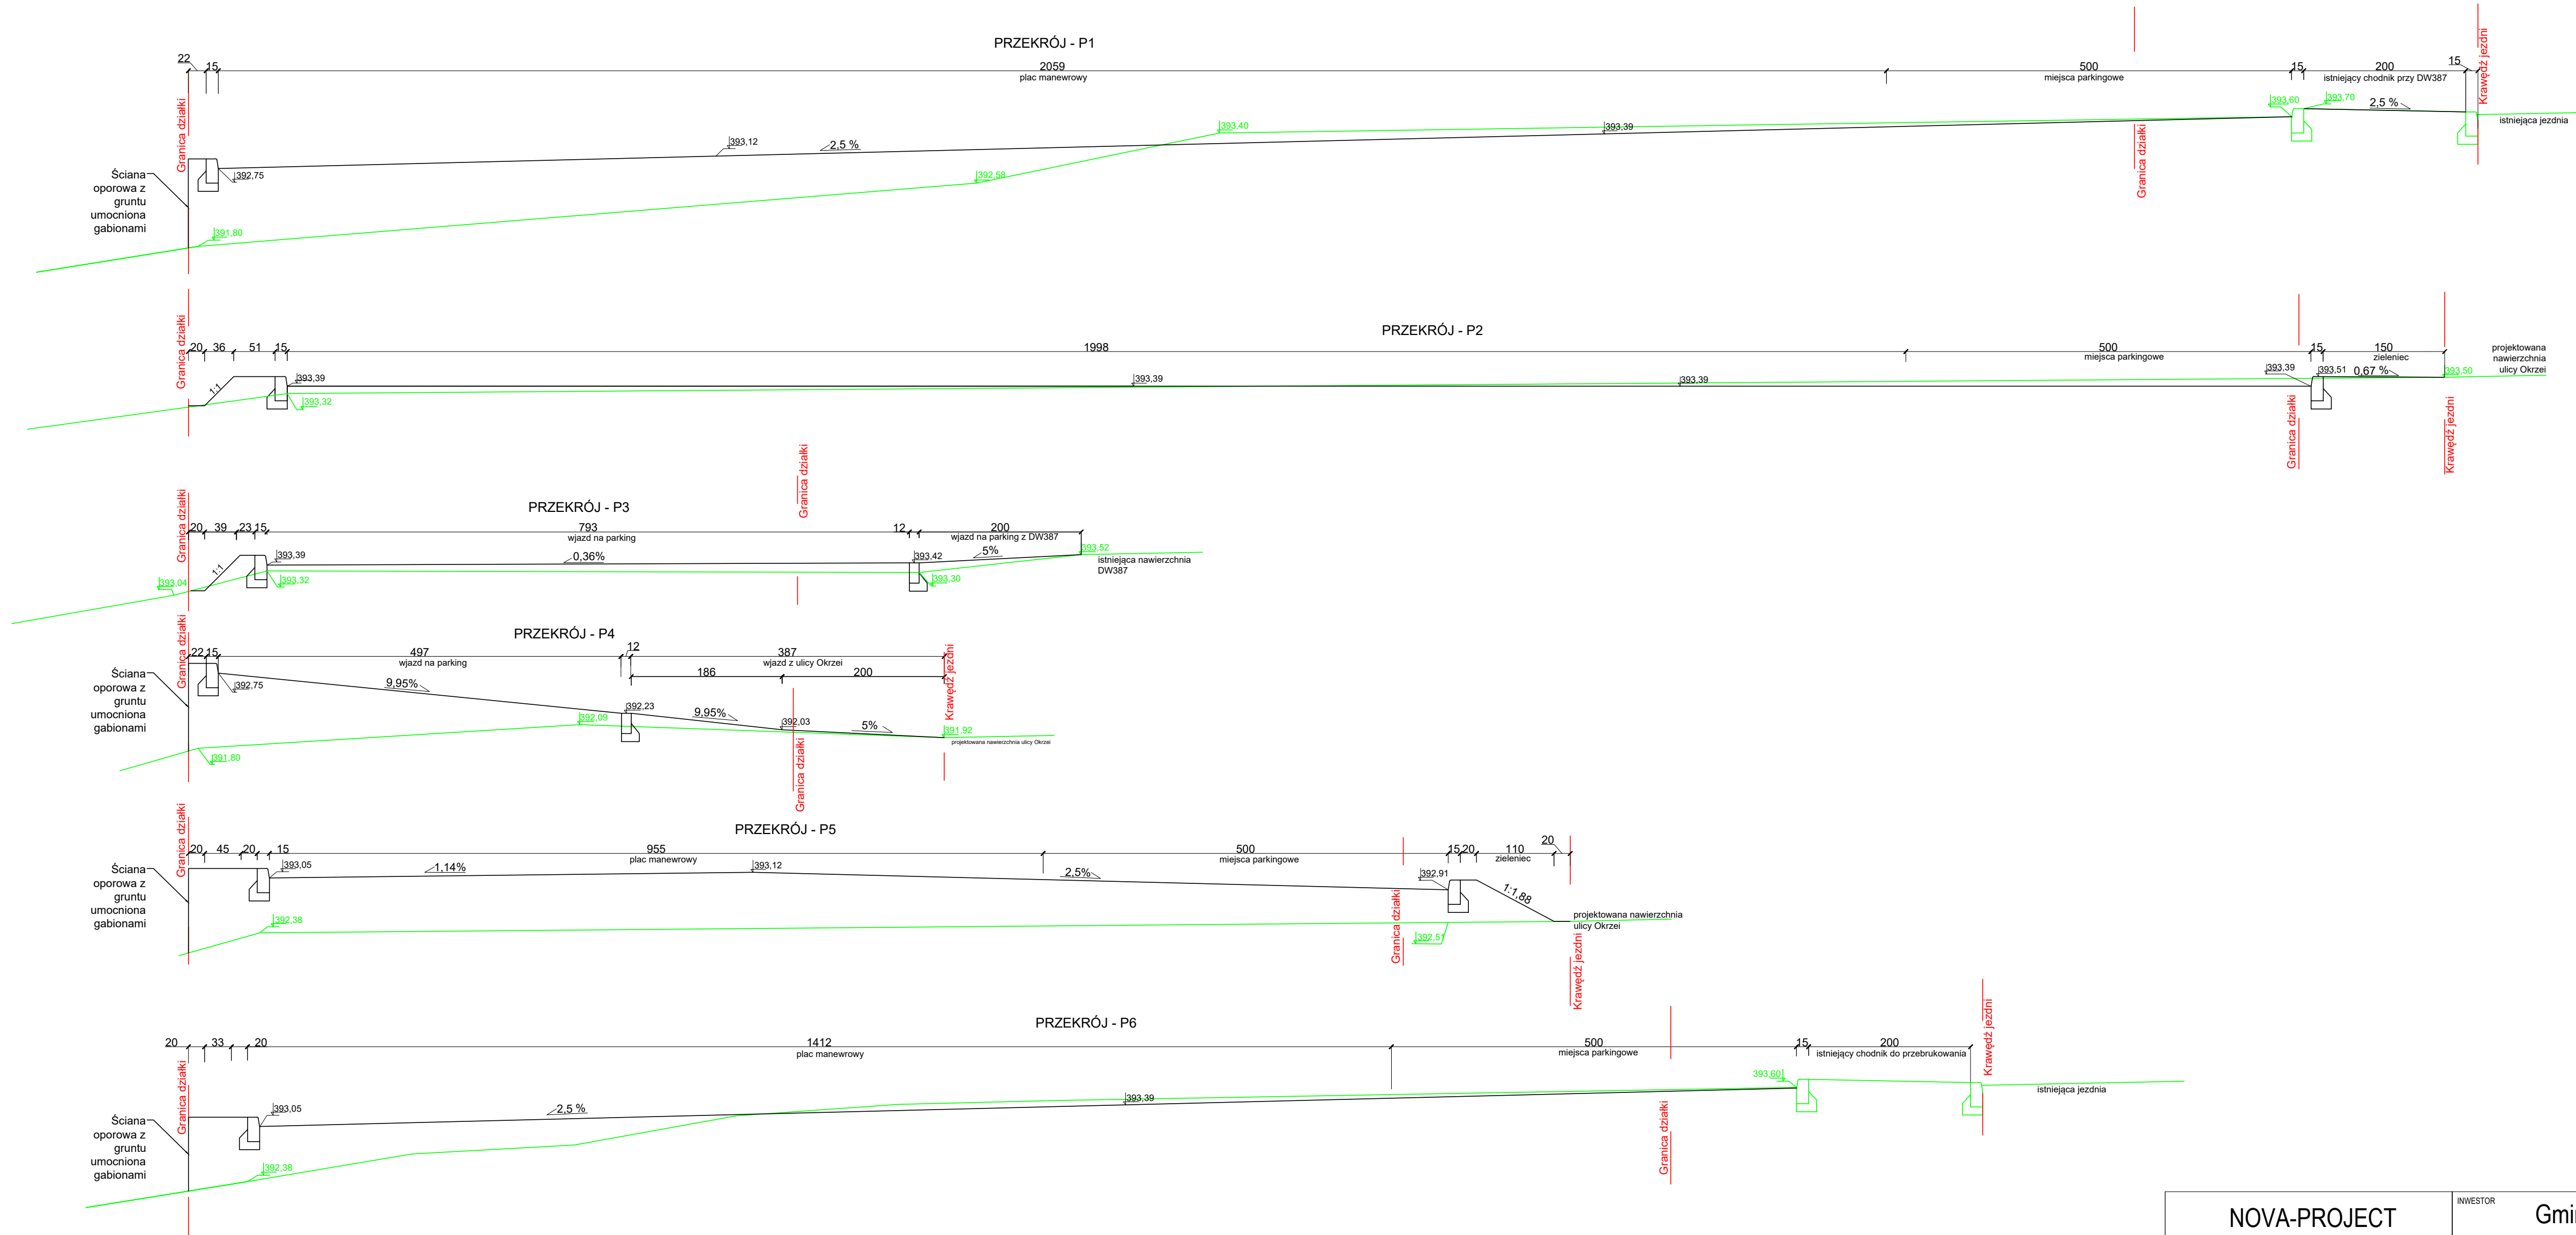 PRZEKRÓJ - P1
22
15
2059
plac manewrowy
500
miejsca parkingowe
15
200
istniejący chodnik przy DW387
15
Krawędź jezdni
Granica działki
393,60
393,70
2,5 %
istniejąca jezdnia
393,40
393,39
393,12
2,5 %
Granica działki
392,75
392,58
Ściana
oporowa z
gruntu
umocniona
gabionami
391,80
PRZEKRÓJ - P2
Granica działki
20
36
51
15
1998
500
miejsca parkingowe
15
150
zieleniec
projektowana
nawierzchnia
ulicy Okrzei
1:1
393,39
393,32
393,39
393,39
393,39
393,51
0,67 %
393,50
Granica działki
Krawędź jezdni
PRZEKRÓJ - P3
Granica działki
Granica działki
20
39
23
15
793
wjazd na parking
12
200
wjazd na parking z DW387
1:1
393,39
0,36%
393,42
5%
393,52
istniejąca nawierzchnia
DW387
393,04
393,32
393,30
PRZEKRÓJ - P4
Granica działki
22
15
497
wjazd na parking
12
387
wjazd z ulicy Okrzei
186
200
Krawędź jezdni
Ściana
oporowa z
gruntu
umocniona
gabionami
392,75
9,95%
392,09
392,23
9,95%
392,03
5%
391,92
projektowana nawierzchnia ulicy Okrzei
391,80
Granica działki
PRZEKRÓJ - P5
Granica działki
20
45
20
15
955
plac manewrowy
500
miejsca parkingowe
15
20
110
zieleniec
20
Ściana
oporowa z
gruntu
umocniona
gabionami
393,05
1,14%
393,12
2,5%
392,91
1:1,88
392,38
392,51
Granica działki
projektowana nawierzchnia
ulicy Okrzei
Krawędź jezdni
PRZEKRÓJ - P6
20
33
20
1412
plac manewrowy
500
miejsca parkingowe
15
200
istniejący chodnik do przebrukowania
Krawędź jezdni
Granica działki
393,60
istniejąca jezdnia
393,05
2,5 %
393,39
Ściana
oporowa z
gruntu
umocniona
gabionami
392,38
Granica działki
NOVA-PROJECT
INWESTOR
Gmi